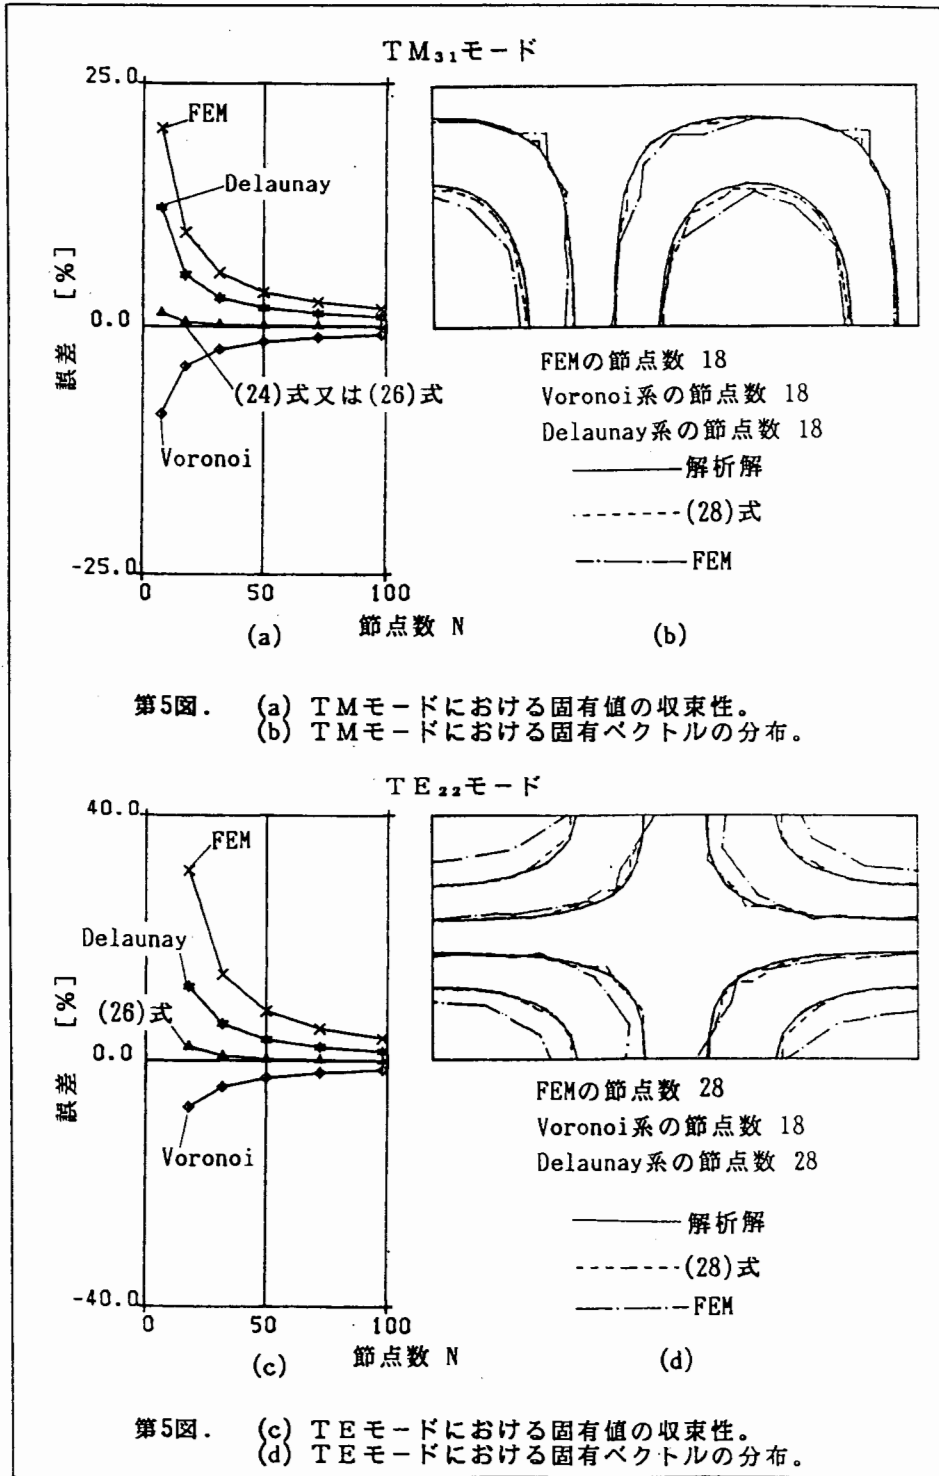 TM₃₁モード
25.0
FEM
Delaunay
0.0
(24)式又は(26)式
Voronoi
-25.0
0
50
100
誤差 [%]
節点数 N
(a)
FEMの節点数 18
Voronoi系の節点数 18
Delaunay系の節点数 18
解析解
(28)式
FEM
(b)
第5図. (a) TMモードにおける固有値の収束性。
(b) TMモードにおける固有ベクトルの分布。
TE₂₂モード
40.0
FEM
Delaunay
(26)式
0.0
Voronoi
-40.0
0
50
100
誤差 [%]
節点数 N
(c)
FEMの節点数 28
Voronoi系の節点数 18
Delaunay系の節点数 28
解析解
(28)式
FEM
(d)
第5図. (c) TEモードにおける固有値の収束性。
(d) TEモードにおける固有ベクトルの分布。